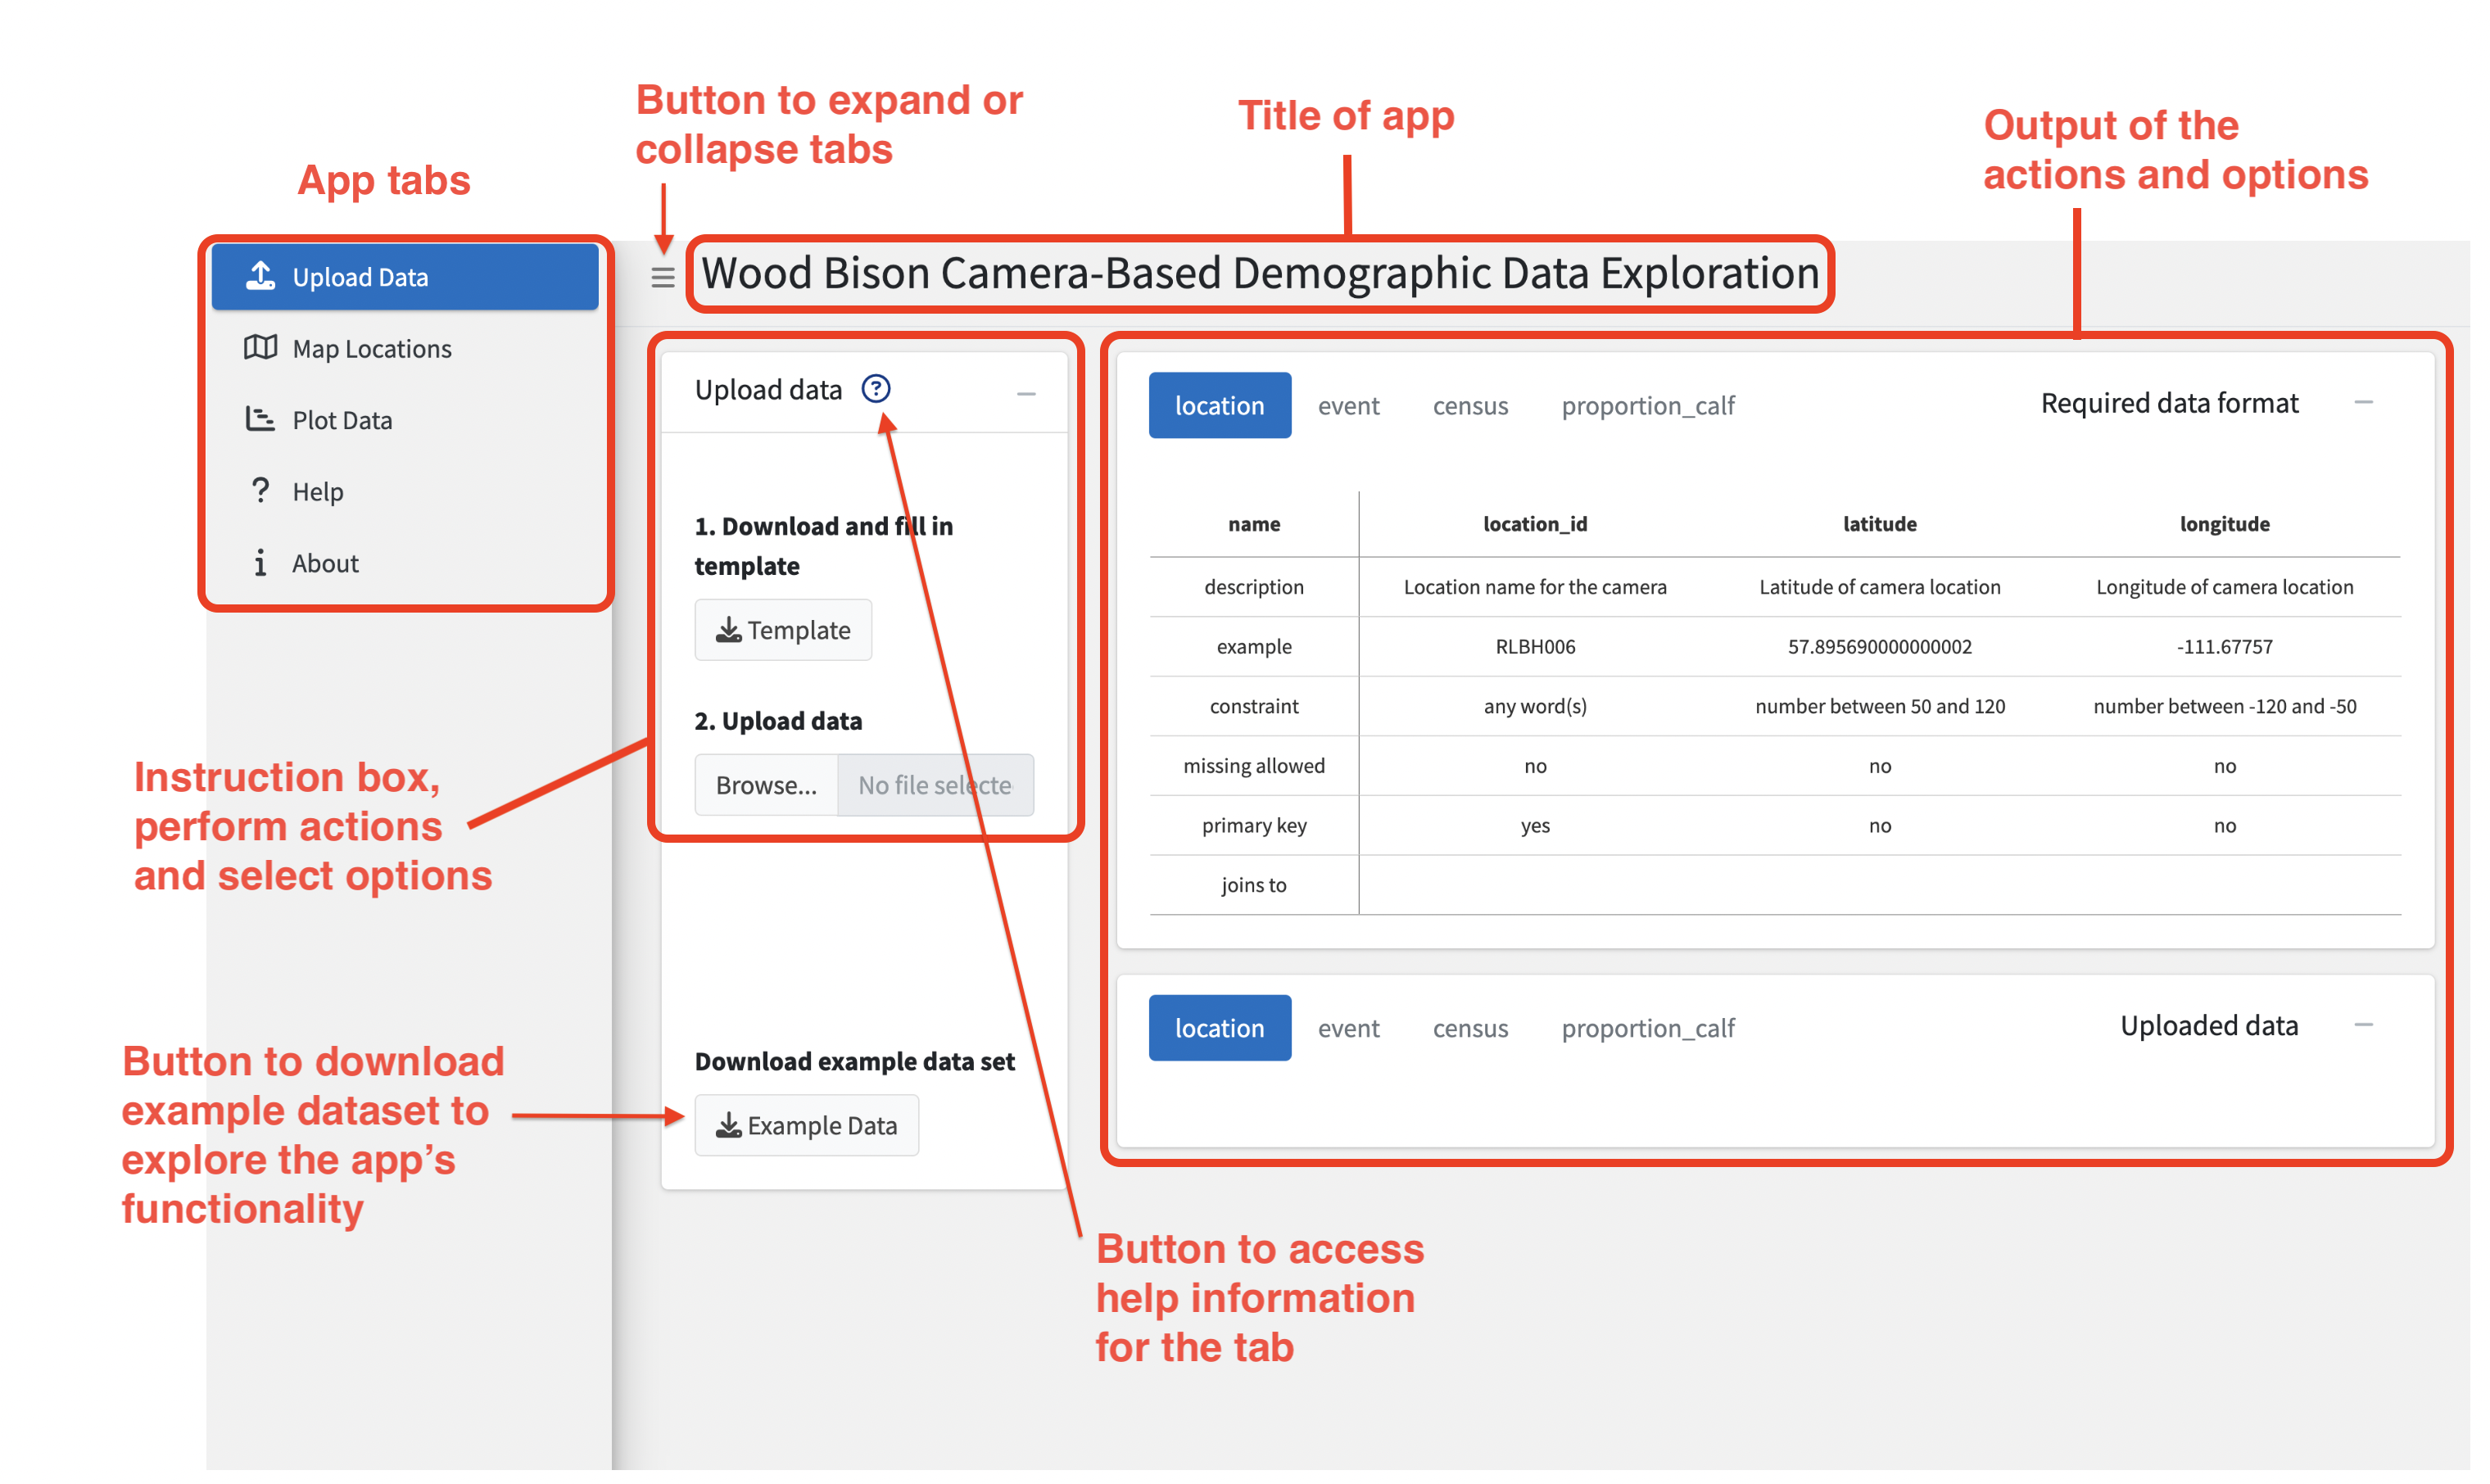 Button to expand or
collapse tabs
Title of app
Output of the
actions and options
App tabs
Upload Data
Map Locations
Plot Data
? Help
i About
Wood Bison Camera-Based Demographic Data Exploration
Upload data ?
1. Download and fill in
template
Template
2. Upload data
Browse... No file selecte
Download example data set
Example Data
location event census proportion_calf Required data format
name location_id latitude longitude
description Location name for the camera Latitude of camera location Longitude of camera location
example RLBH006 57.895690000000002 -111.67757
constraint any word(s) number between 50 and 120 number between -120 and -50
missing allowed no no no
primary key yes no no
joins to
location event census proportion_calf Uploaded data
Instruction box,
perform actions
and select options
Button to download
example dataset to
explore the app’s
functionality
Button to access
help information
for the tab